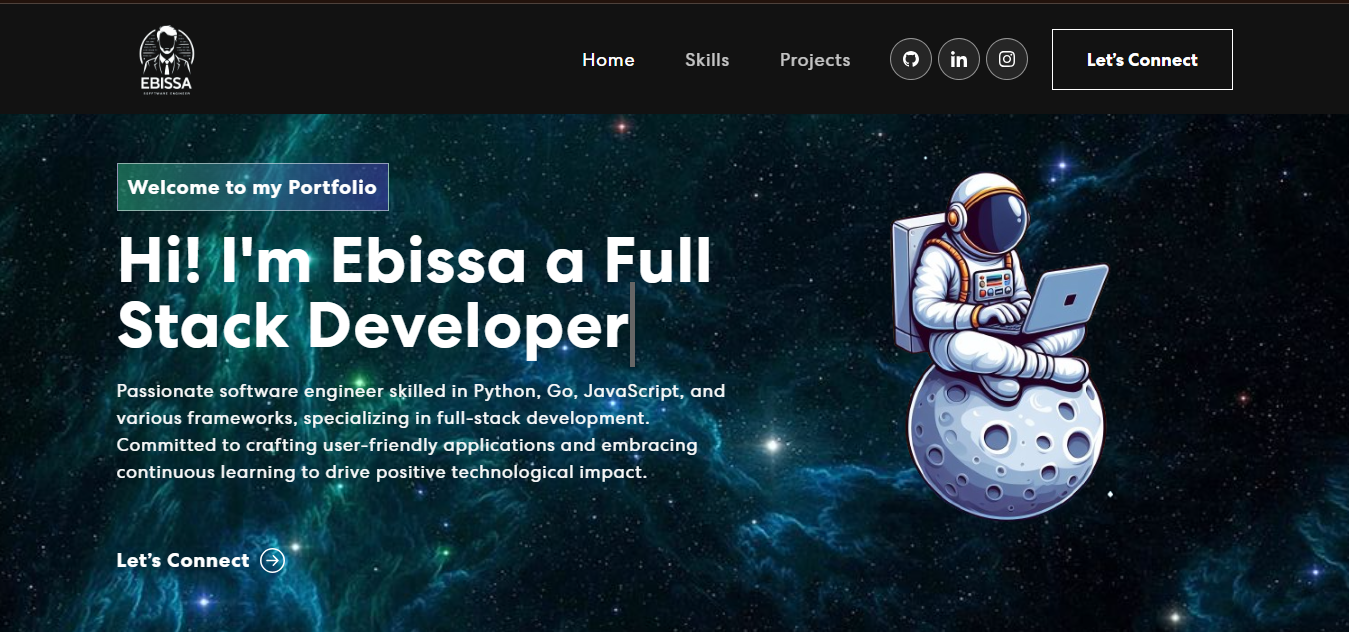 EBISSA
SOFTWARE ENGINEER
Home
Skills
Projects
in
Let's Connect
Welcome to my Portfolio
Hi! I'm Ebissa a Full
Stack Developer
Passionate software engineer skilled in Python, Go, JavaScript, and
various frameworks, specializing in full-stack development.
Committed to crafting user-friendly applications and embracing
continuous learning to drive positive technological impact.
Let's Connect